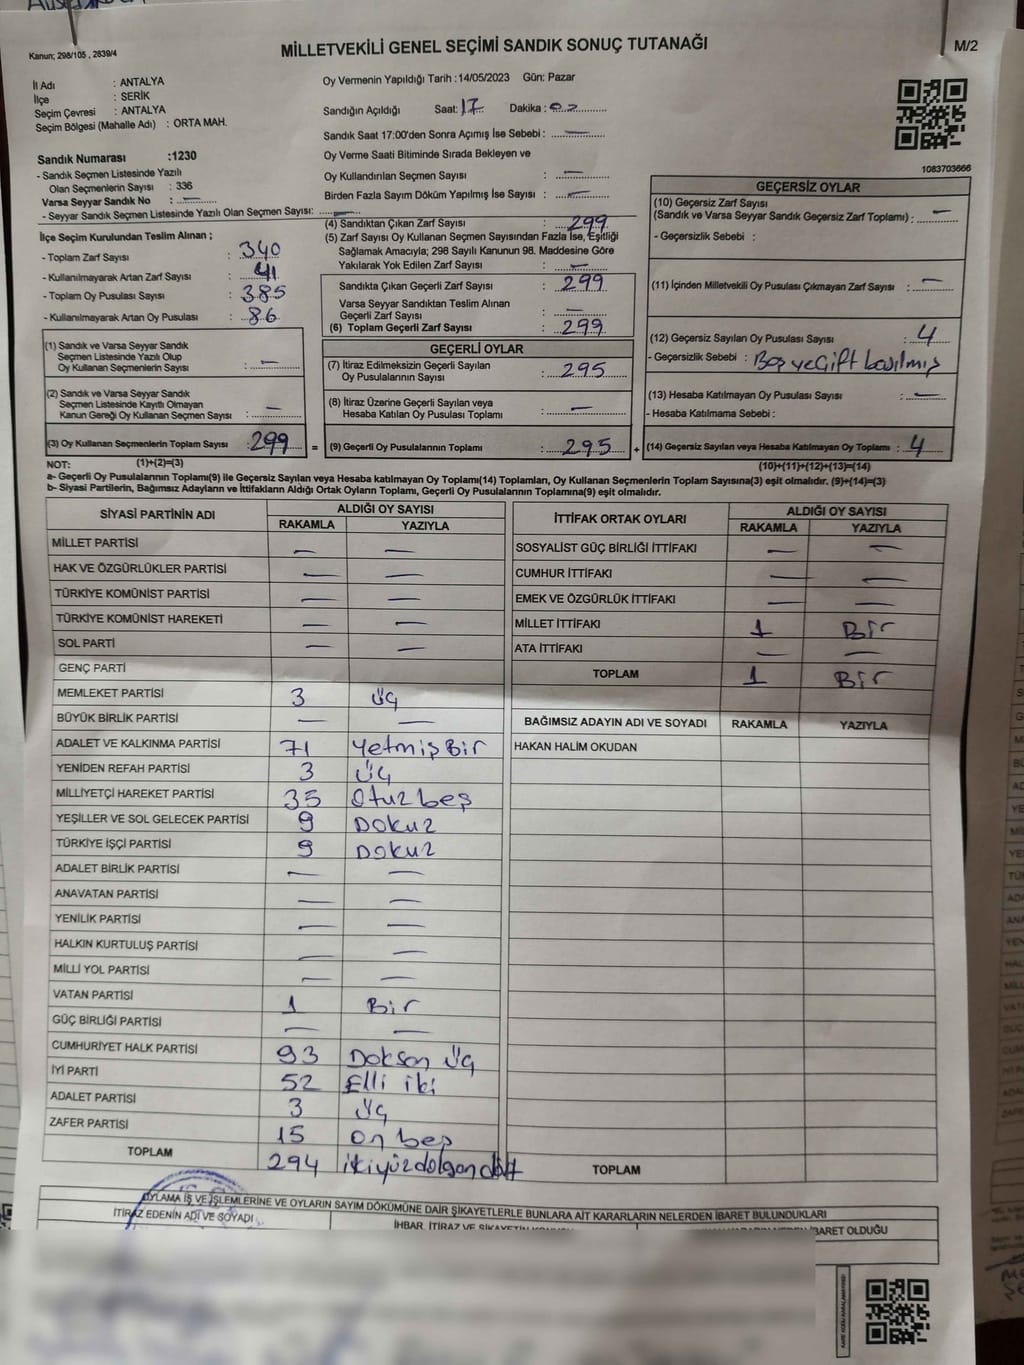 Kanun; 298/105 , 2839/4
MİLLETVEKİLİ GENEL SEÇİMİ SANDIK SONUÇ TUTANAĞI
M/2
İl Adı : ANTALYA
İlçe : SERİK
Seçim Çevresi : ANTALYA
Seçim Bölgesi (Mahalle Adı) : ORTA MAH.
Oy Vermenin Yapıldığı Tarih :14/05/2023 Gün: Pazar
Sandığın Açıldığı Saat: 17 Dakika :
Sandık Saat 17:00'den Sonra Açımış İse Sebebi : —
Oy Verme Saati Bitiminde Sırada Bekleyen ve
Oy Kullandırılan Seçmen Sayısı : —
Birden Fazla Sayım Döküm Yapılmış İse Sayısı : —
1083703666
Sandık Numarası :1230
- Sandık Seçmen Listesinde Yazılı
Olan Seçmenlerin Sayısı : 336
Varsa Seyyar Sandık No : —
- Seyyar Sandık Seçmen Listesinde Yazılı Olan Seçmen Sayısı: —
İlçe Seçim Kurulundan Teslim Alınan ;
- Toplam Zarf Sayısı : 340
- Kullanılmayarak Artan Zarf Sayısı : 41
- Toplam Oy Pusulası Sayısı : 385
- Kullanılmayarak Artan Oy Pusulası : 86
(1) Sandık ve Varsa Seyyar Sandık
Seçmen Listesinde Yazılı Olup
Oy Kullanan Seçmenlerin Sayısı : —
(2) Sandık ve Varsa Seyyar Sandık
Seçmen Listesinde Kayıtlı Olmayan
Kanun Gereği Oy Kullanan Seçmen Sayısı : —
(3) Oy Kullanan Seçmenlerin Toplam Sayısı : 299
(1)+(2)=(3)
(4) Sandıktan Çıkan Zarf Sayısı : 299
(5) Zarf Sayısı Oy Kullanan Seçmen Sayısından Fazla İse, Eşitliği
Sağlamak Amacıyla; 298 Sayılı Kanunun 98. Maddesine Göre
Yakılarak Yok Edilen Zarf Sayısı : —
Sandıkta Çıkan Geçerli Zarf Sayısı : 299
Varsa Seyyar Sandıktan Teslim Alınan
Geçerli Zarf Sayısı : —
(6) Toplam Geçerli Zarf Sayısı : 299
GEÇERLİ OYLAR
(7) İtiraz Edilmeksizin Geçerli Sayılan
Oy Pusulalarının Sayısı : 295
(8) İtiraz Üzerine Geçerli Sayılan veya
Hesaba Katılan Oy Pusulası Toplamı : —
= (9) Geçerli Oy Pusulalarının Toplamı : 295
GEÇERSİZ OYLAR
(10) Geçersiz Zarf Sayısı
(Sandık ve Varsa Seyyar Sandık Geçersiz Zarf Toplamı) : —
- Geçersizlik Sebebi :
(11) İçinden Milletvekili Oy Pusulası Çıkmayan Zarf Sayısı : —
(12) Geçersiz Sayılan Oy Pusulası Sayısı : 4
- Geçersizlik Sebebi : Boş ve Çift basılmış
(13) Hesaba Katılmayan Oy Pusulası Sayısı : —
- Hesaba Katılmama Sebebi :
+ (14) Geçersiz Sayılan veya Hesaba Katılmayan Oy Toplamı : 4
(10)+(11)+(12)+(13)=(14)
NOT:
a- Geçerli Oy Pusulalarının Toplamı(9) ile Geçersiz Sayılan veya Hesaba katılmayan Oy Toplamı(14) Toplamları, Oy Kullanan Seçmenlerin Toplam Sayısına(3) eşit olmalıdır. (9)+(14)=(3)
b- Siyasi Partilerin, Bağımsız Adayların ve İttifakların Aldığı Ortak Oyların Toplamı, Geçerli Oy Pusulalarının Toplamına(9) eşit olmalıdır.
SİYASİ PARTİNİN ADI ALDIĞI OY SAYISI
RAKAMLA YAZIYLA
MİLLET PARTİSİ — —
HAK VE ÖZGÜRLÜKLER PARTİSİ — —
TÜRKİYE KOMÜNİST PARTİSİ — —
TÜRKİYE KOMÜNİST HAREKETİ — —
SOL PARTİ — —
GENÇ PARTİ
MEMLEKET PARTİSİ 3 üç
BÜYÜK BİRLİK PARTİSİ — —
ADALET VE KALKINMA PARTİSİ 71 Yetmiş Bir
YENİDEN REFAH PARTİSİ 3 üç
MİLLİYETÇİ HAREKET PARTİSİ 35 Otuz beş
YEŞİLLER VE SOL GELECEK PARTİSİ 9 Dokuz
TÜRKİYE İŞÇİ PARTİSİ 9 Dokuz
ADALET BİRLİK PARTİSİ — —
ANAVATAN PARTİSİ — —
YENİLİK PARTİSİ — —
HALKIN KURTULUŞ PARTİSİ — —
MİLLİ YOL PARTİSİ — —
VATAN PARTİSİ 1 Bir
GÜÇ BİRLİĞİ PARTİSİ — —
CUMHURİYET HALK PARTİSİ 93 Doksan üç
İYİ PARTİ 52 Elli iki
ADALET PARTİSİ 3 üç
ZAFER PARTİSİ 15 on beş
TOPLAM 294
İTTİFAK ORTAK OYLARI ALDIĞI OY SAYISI
RAKAMLA YAZIYLA
SOSYALİST GÜÇ BİRLİĞİ İTTİFAKI — —
CUMHUR İTTİFAKI — —
EMEK VE ÖZGÜRLÜK İTTİFAKI — —
MİLLET İTTİFAKI 1 Bir
ATA İTTİFAKI — —
TOPLAM 1 Bir
BAĞIMSIZ ADAYIN ADI VE SOYADI RAKAMLA YAZIYLA
HAKAN HALİM OKUDAN
TOPLAM
OYLAMA İŞ VE İŞLEMLERİNE VE OYLARIN SAYIM DÖKÜMÜNE DAİR ŞİKAYETLERLE BUNLARA AİT KARARLARIN NELERDEN İBARET BULUNDUKLARI
İTİRAZ EDENİN ADI VE SOYADI
İHBAR, İTİRAZ VE ŞİKAYETİN
İBARET OLDUĞU